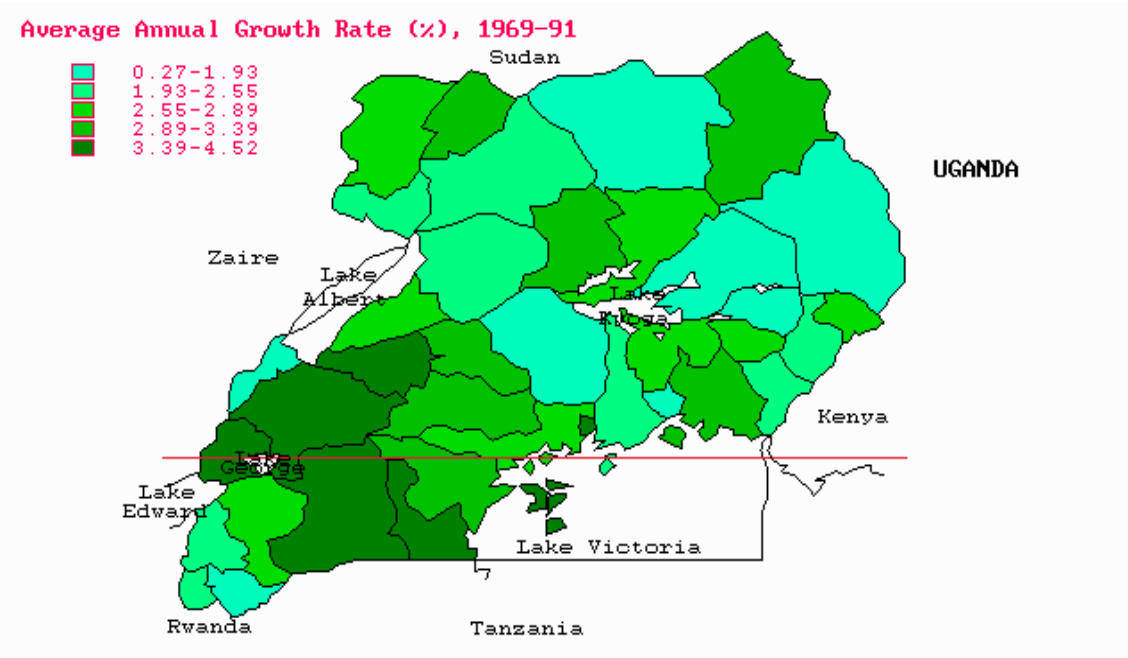 Average Annual Growth Rate (%), 1969-91
Sudan
0.27-1.93
1.93-2.55
2.55-2.89
2.89-3.39
3.39-4.52
UGANDA
Zaire
Lake
Albert
Lake
Kyoga
Kenya
Lake
George
Lake
Edward
Lake Victoria
Rwanda
Tanzania